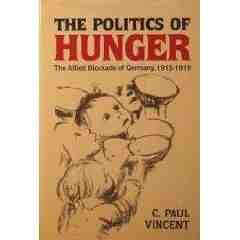 THE POLITICS OF
HUNGER
The Allied Blockade of Germany, 1915-1919
C. PAUL
VINCENT